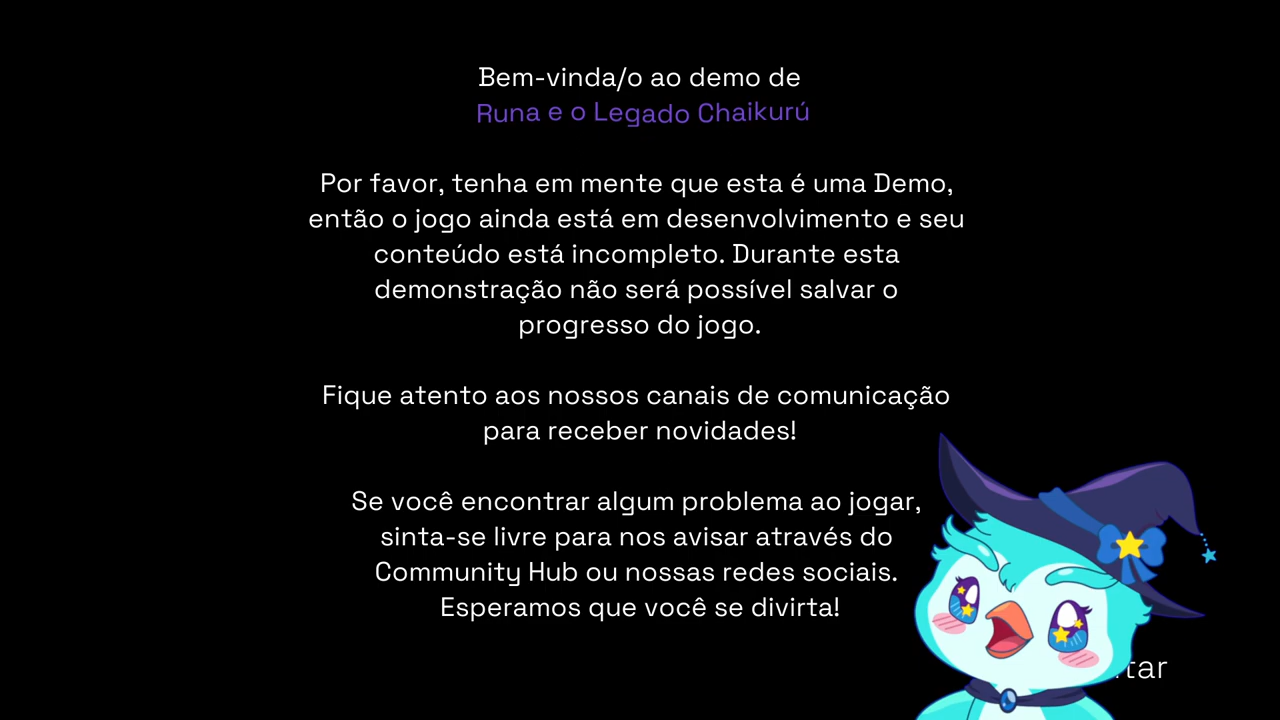 Bem-vinda/o ao demo de
Runa e o Legado Chaikurú
Por favor, tenha em mente que esta é uma Demo,
então o jogo ainda está em desenvolvimento e seu
conteúdo está incompleto. Durante esta
demonstração não será possível salvar o
progresso do jogo.
Fique atento aos nossos canais de comunicação
para receber novidades!
Se você encontrar algum problema ao jogar,
sinta-se livre para nos avisar através do
Community Hub ou nossas redes sociais.
Esperamos que você se divirta!